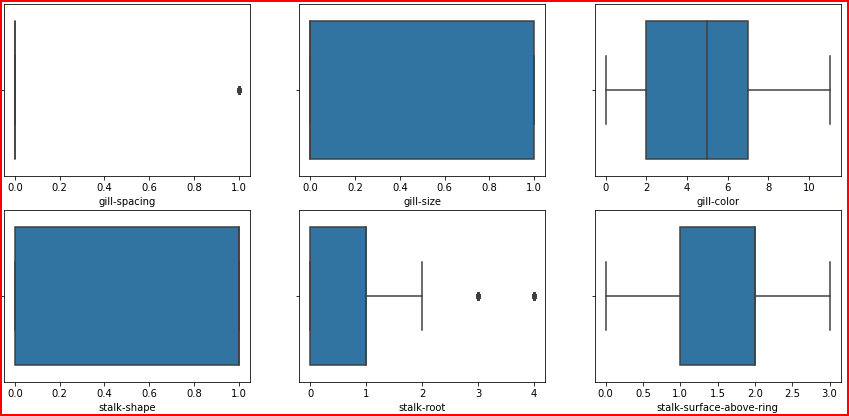 0.0 0.2 0.4 0.6 0.8 1.0
gill-spacing
0.0 0.2 0.4 0.6 0.8 1.0
gill-size
0 2 4 6 8 10
gill-color
0.0 0.2 0.4 0.6 0.8 1.0
stalk-shape
0 1 2 3 4
stalk-root
0.0 0.5 1.0 1.5 2.0 2.5 3.0
stalk-surface-above-ring